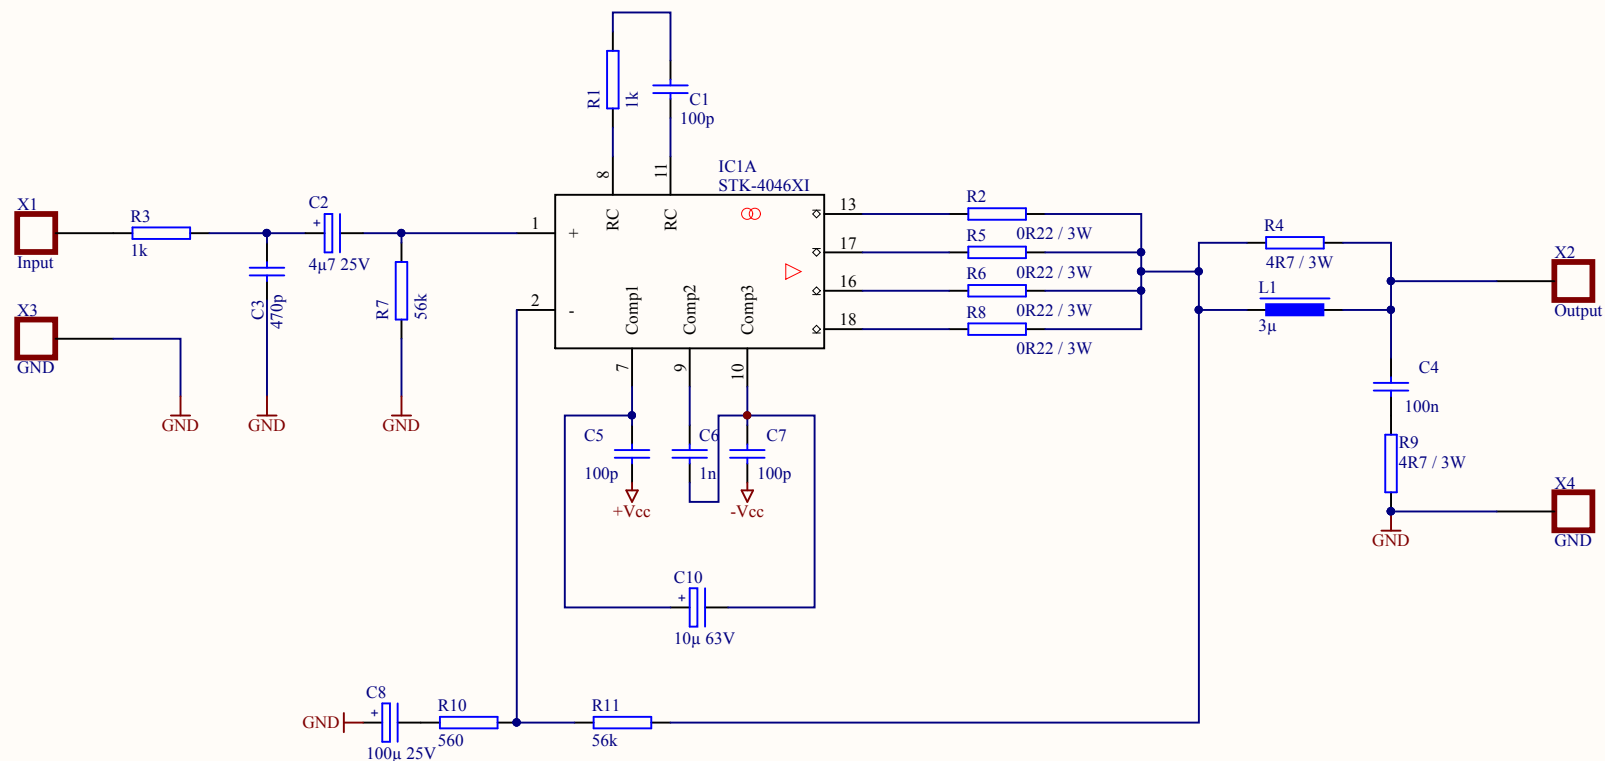 R1
1k
C1
100p
IC1A
STK-4046XI
8
11
RC
RC
X1
Input
R3
1k
C2
+
4µ7 25V
1
+
13
R2
0R22 / 3W
17
R5
0R22 / 3W
16
R6
0R22 / 3W
18
R8
0R22 / 3W
R4
4R7 / 3W
L1
3µ
X2
Output
C3
470p
R7
56k
2
-
Comp1
Comp2
Comp3
7
9
10
X3
GND
GND
GND
GND
C5
100p
C6
1n
C7
100p
+Vcc
-Vcc
C4
100n
R9
4R7 / 3W
X4
GND
GND
C10
+
10µ 63V
GND
C8
+
100µ 25V
R10
560
R11
56k